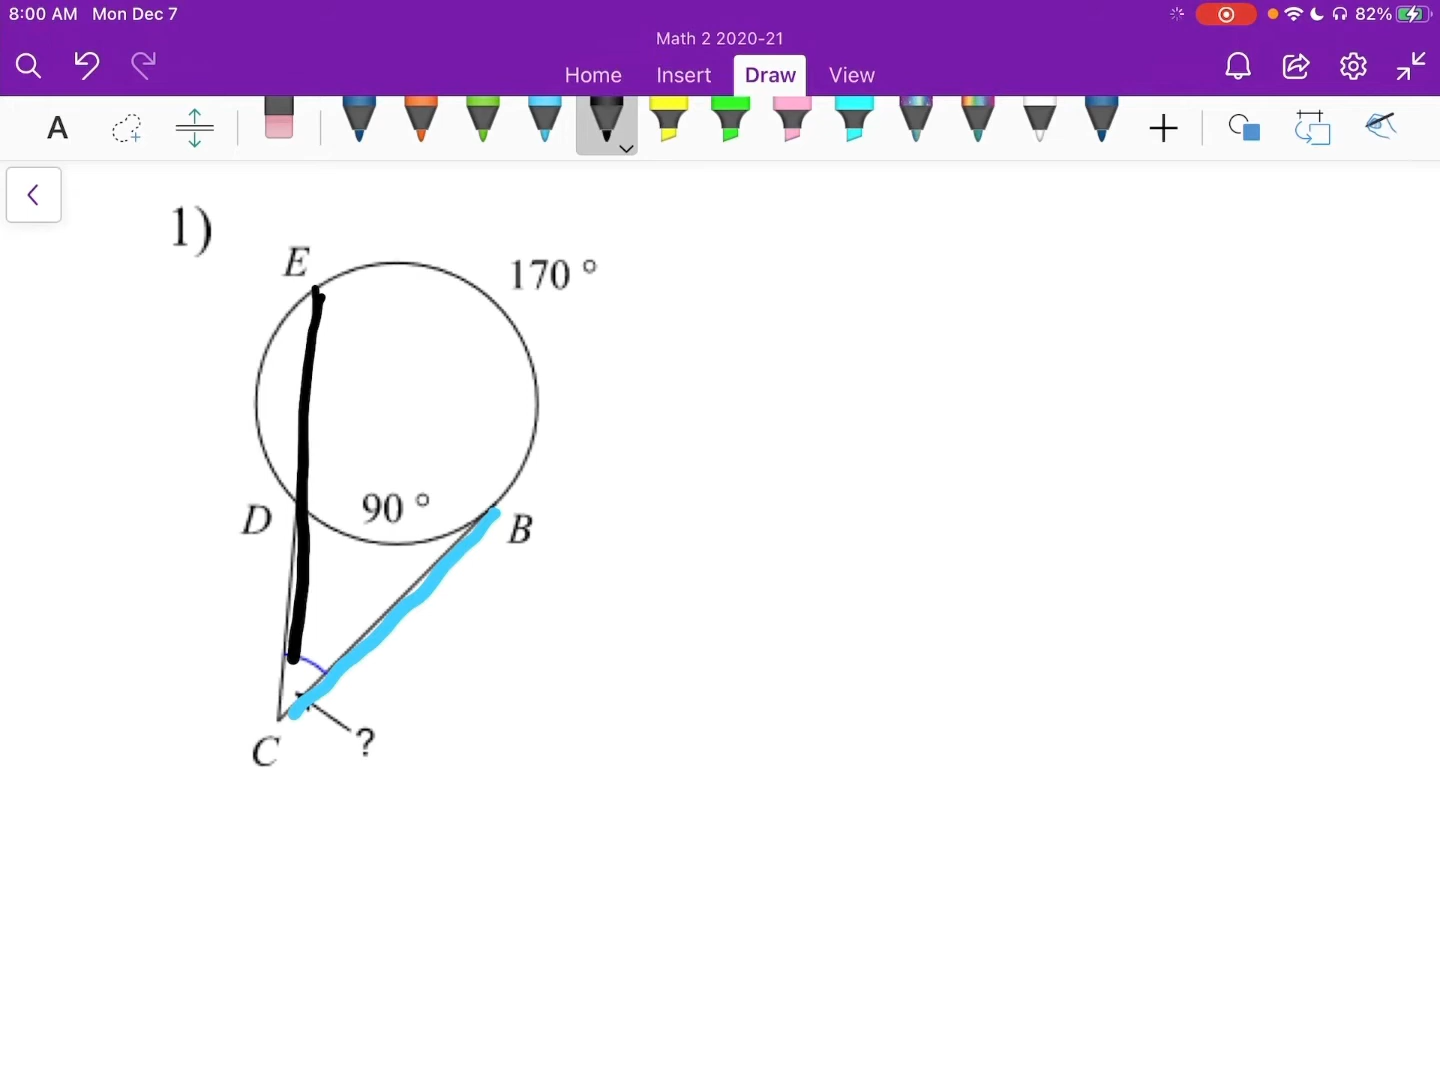 8:00 AM Mon Dec 7
82%
Math 2 2020-21
Home Insert Draw View
A
1)
E
170 °
D
90 °
B
C
?